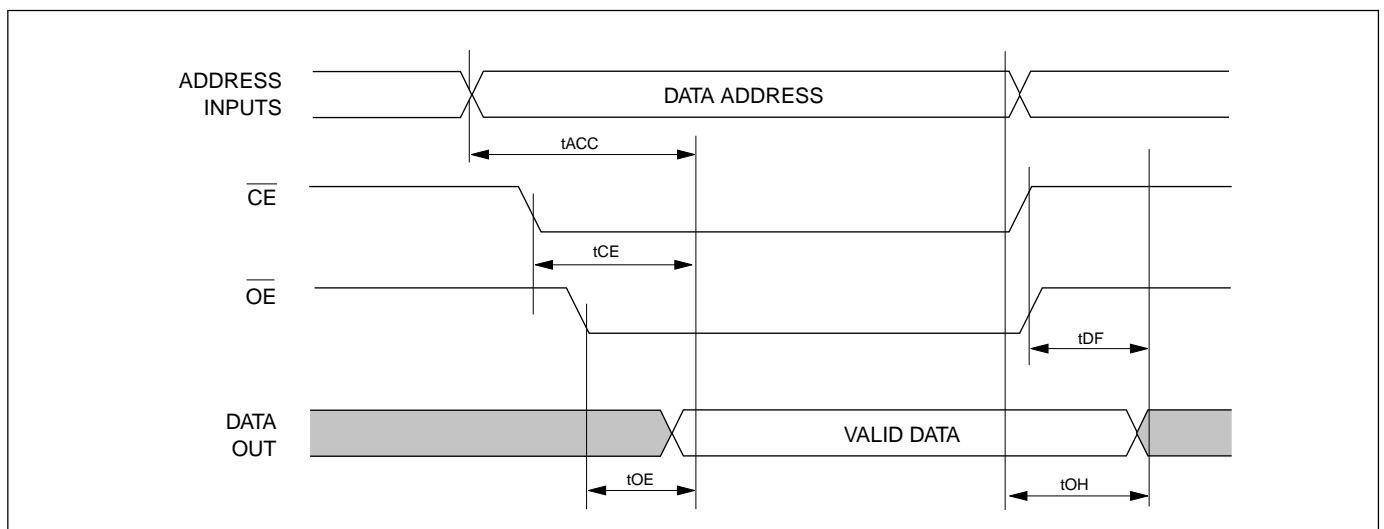 ADDRESS
INPUTS
DATA ADDRESS
tACC
CE
tCE
OE
tDF
DATA
OUT
VALID DATA
tOE
tOH